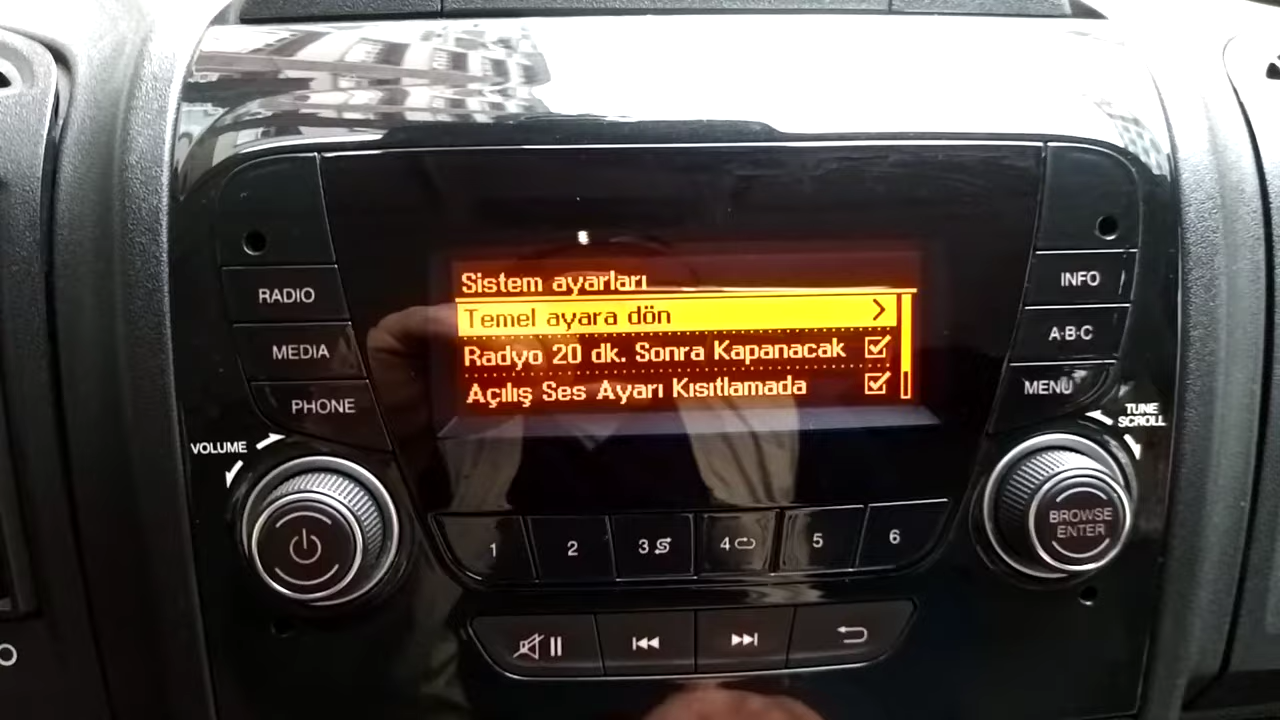 Sistem ayarları
Temel ayara dön
Radyo 20 dk. Sonra Kapanacak
Açılış Ses Ayarı Kısıtlamada
RADIO
MEDIA
PHONE
VOLUME
INFO
A·B·C
MENU
TUNE
SCROLL
BROWSE
ENTER
1
2
3
4
5
6